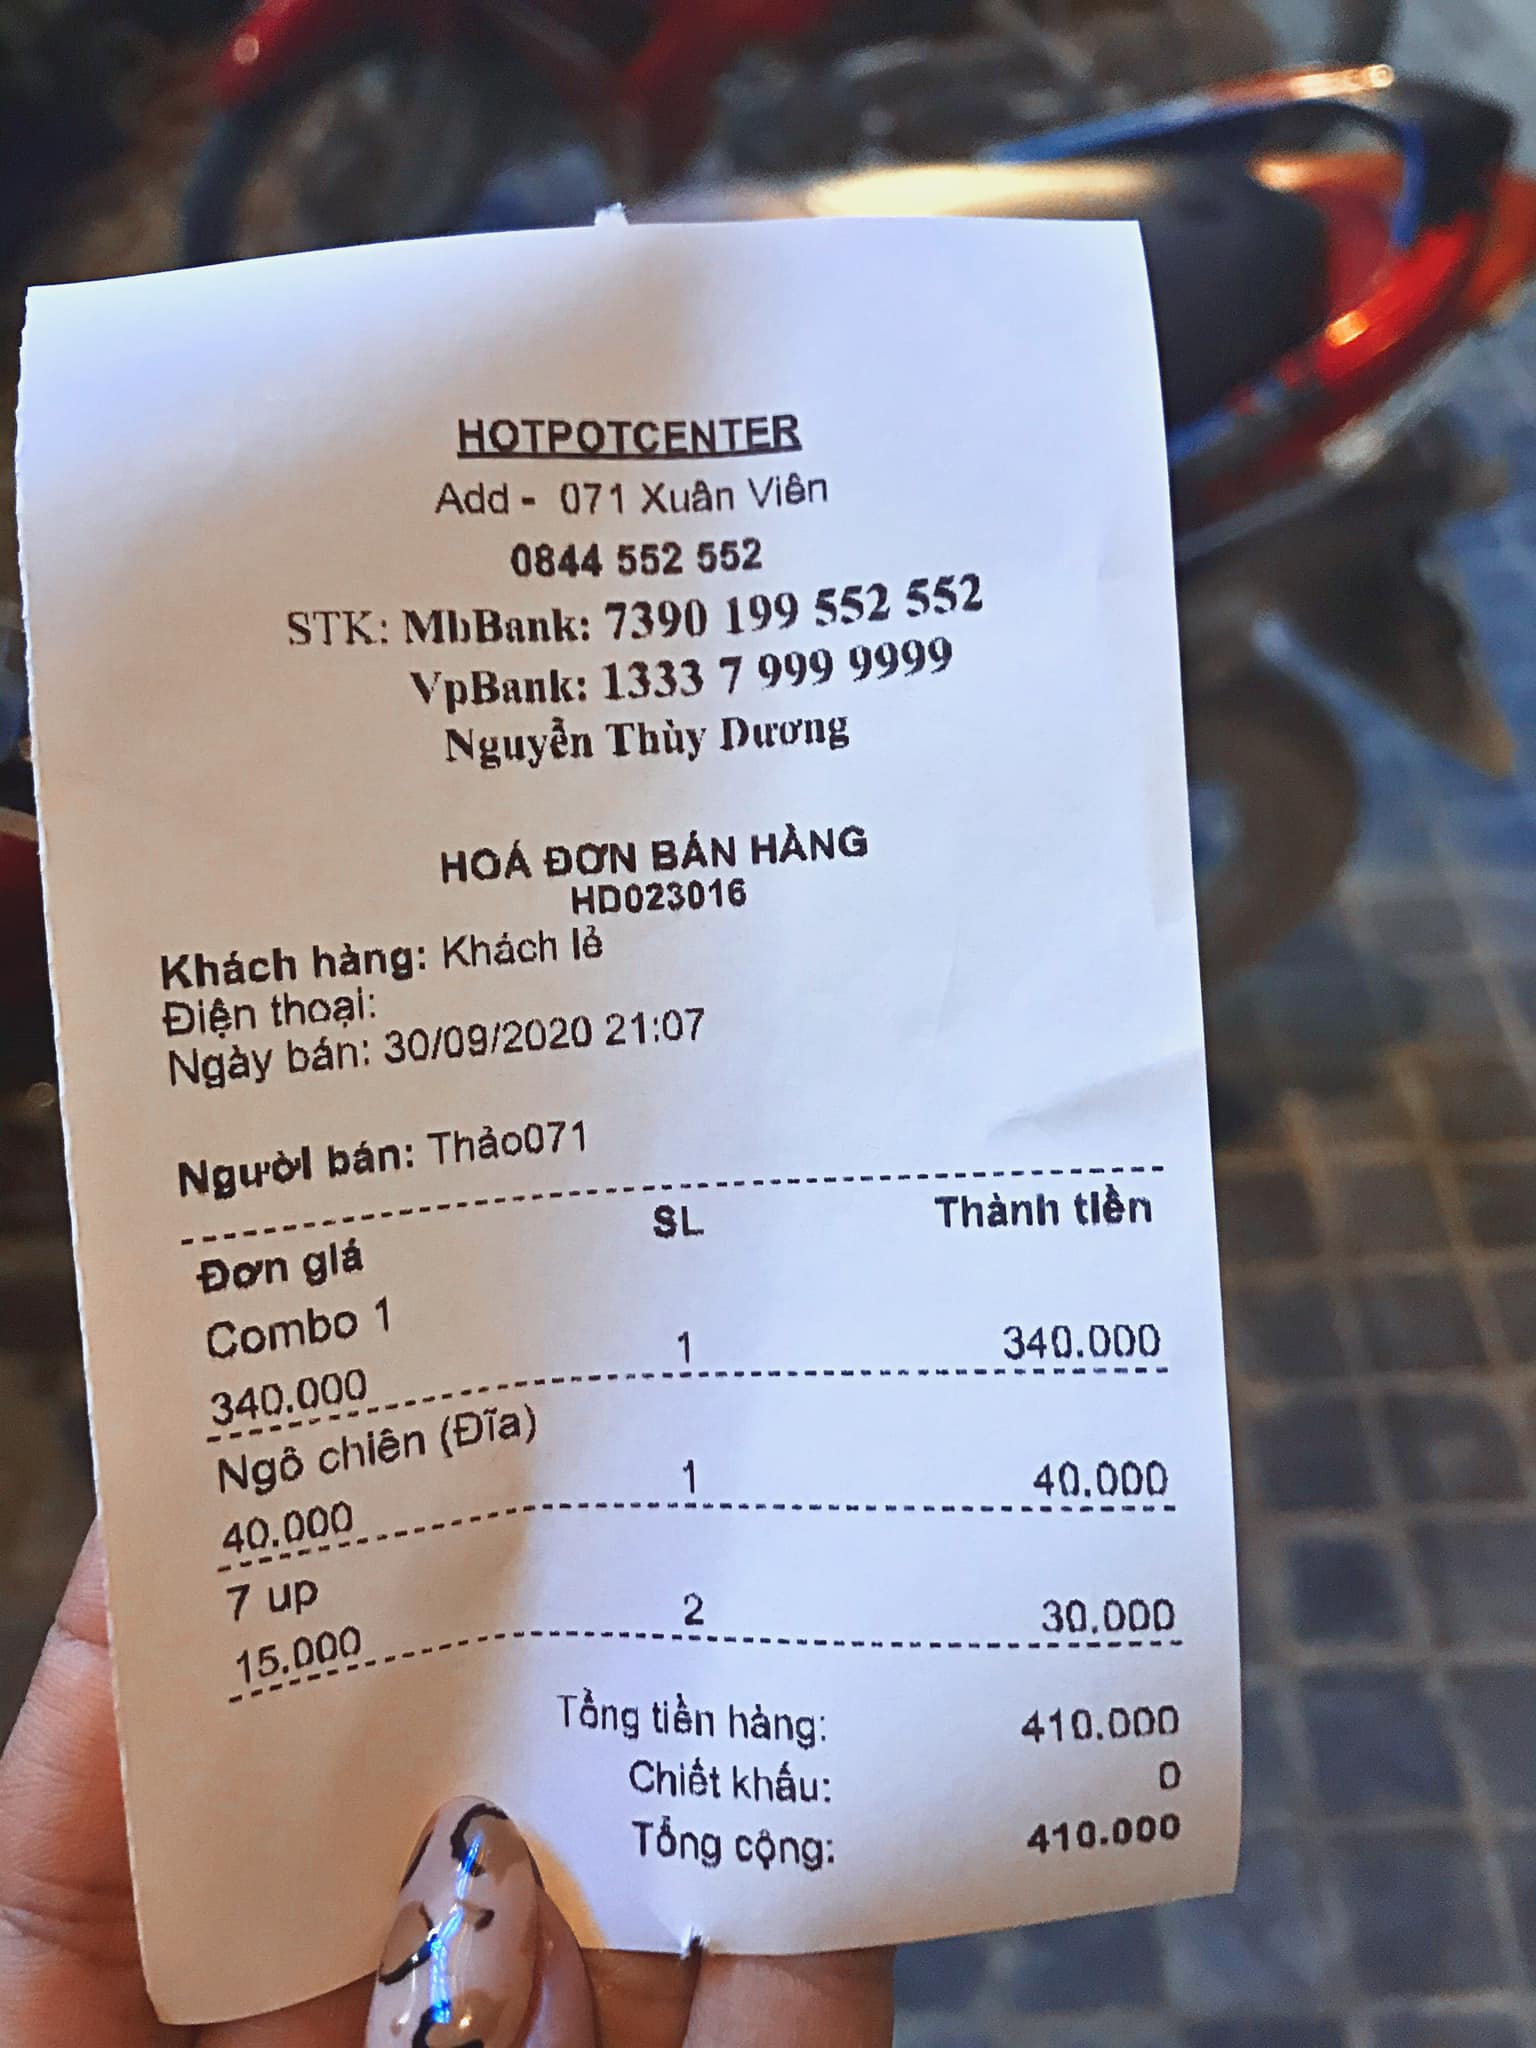 HOTPOTCENTER
Add - 071 Xuân Viên
0844 552 552
STK: MbBank: 7390 199 552 552
VpBank: 1333 7 999 9999
Nguyễn Thùy Dương
HOÁ ĐƠN BÁN HÀNG
HD023016
Khách hàng: Khách lẻ
Điện thoại:
Ngày bán: 30/09/2020 21:07
Người bán: Thảo071
Đơn giá SL Thành tiền
Combo 1
340.000 1 340.000
Ngô chiên (Đĩa)
40.000 1 40.000
7 up
15.000 2 30.000
Tổng tiền hàng: 410.000
Chiết khấu: 0
Tổng cộng: 410.000